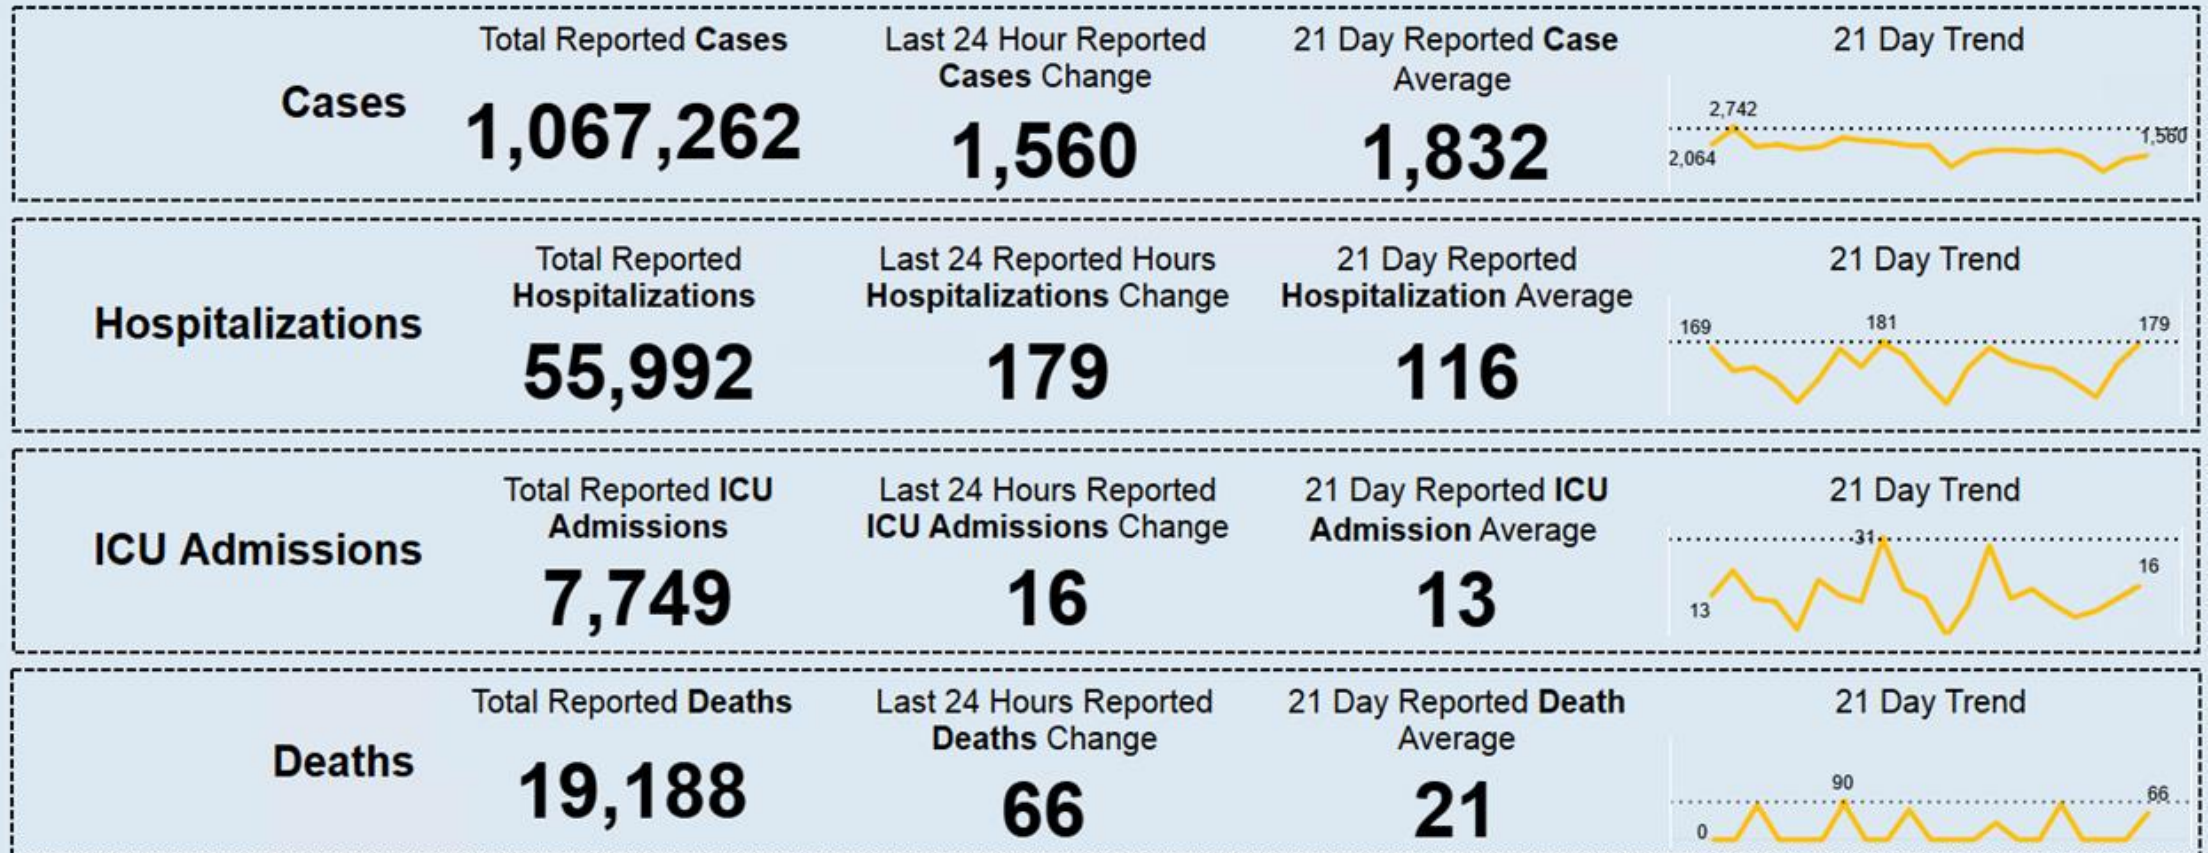 Cases
Total Reported Cases
1,067,262
Last 24 Hour Reported
Cases Change
1,560
21 Day Reported Case
Average
1,832
21 Day Trend
2,742
2,064
1,560
Hospitalizations
Total Reported
Hospitalizations
55,992
Last 24 Reported Hours
Hospitalizations Change
179
21 Day Reported
Hospitalization Average
116
21 Day Trend
169
181
179
ICU Admissions
Total Reported ICU
Admissions
7,749
Last 24 Hours Reported
ICU Admissions Change
16
21 Day Reported ICU
Admission Average
13
21 Day Trend
13
31
16
Deaths
Total Reported Deaths
19,188
Last 24 Hours Reported
Deaths Change
66
21 Day Reported Death
Average
21
21 Day Trend
0
90
66